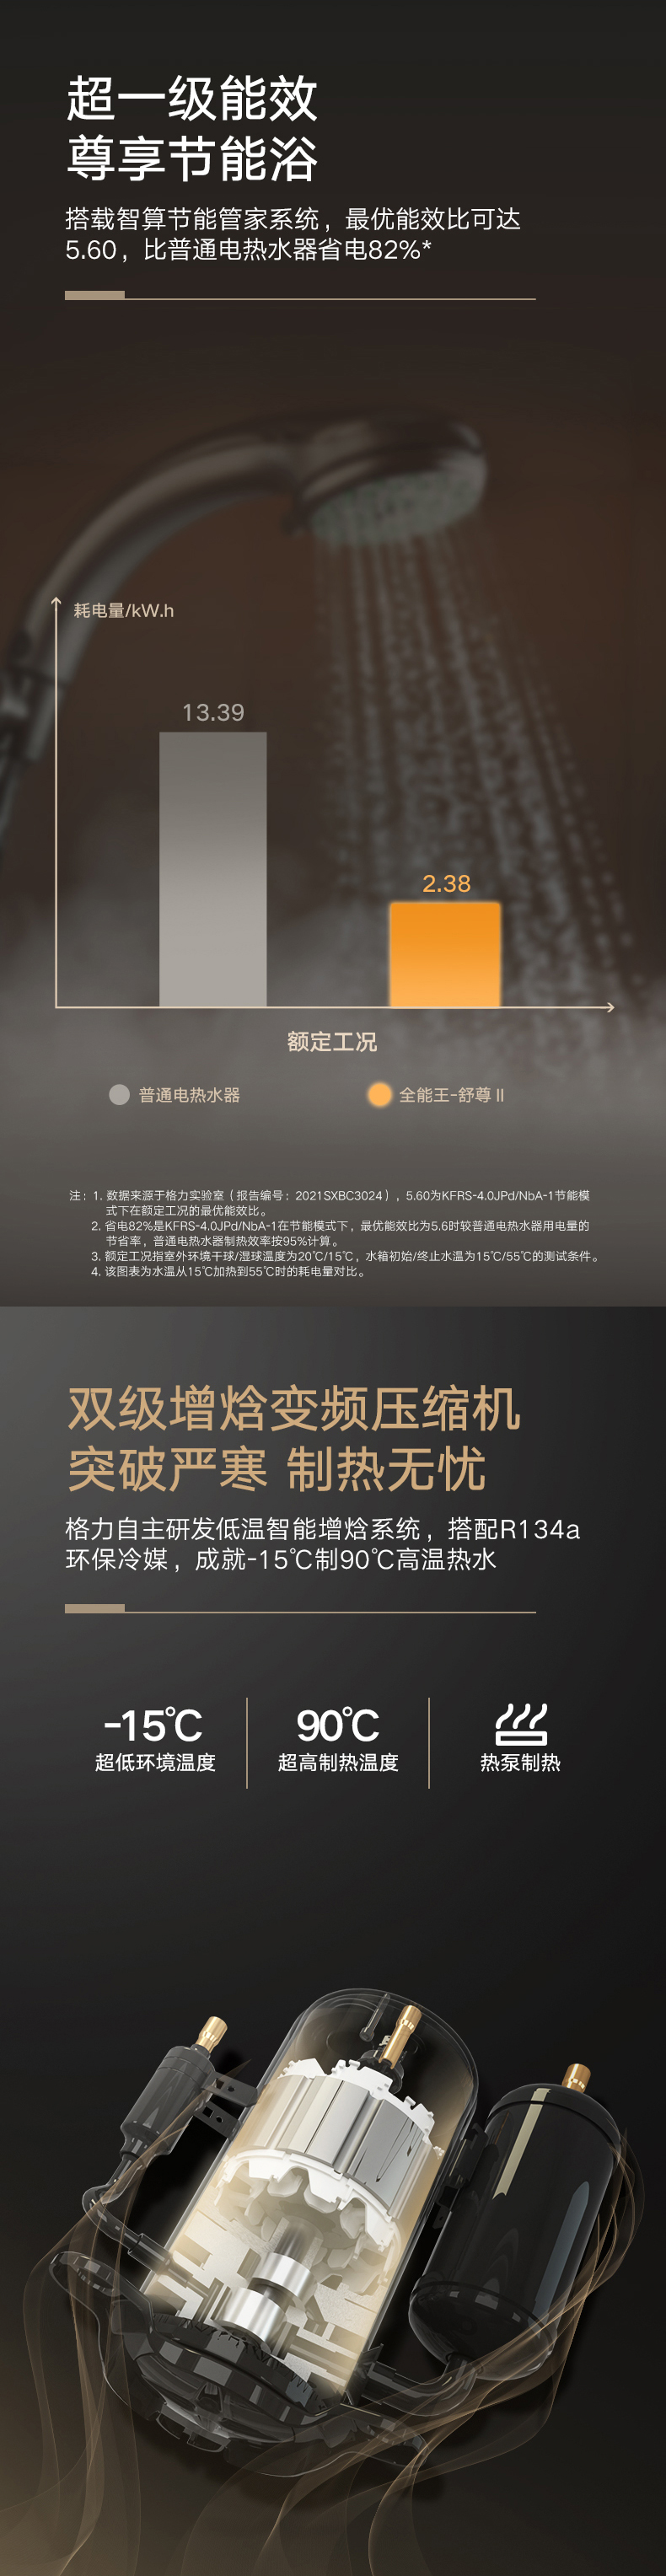 超一级能效
尊享节能浴
搭载智算节能管家系统，最优能效比可达
5.60，比普通电热水器省电82%*
耗电量/kW.h
13.39
2.38
额定工况
普通电热水器
全能王-舒尊 II
注：1. 数据来源于格力实验室（报告编号：2021SXBC3024），5.60为KFRS-4.0JPd/NbA-1节能模
式下在额定工况的最优能效比。
2. 省电82%是KFRS-4.0JPd/NbA-1在节能模式下，最优能效比为5.6时较普通电热水器用电量的
节省率，普通电热水器制热效率按95%计算。
3. 额定工况指室外环境干球/湿球温度为20℃/15℃，水箱初始/终止水温为15℃/55℃的测试条件。
4. 该图表为水温从15℃加热到55℃时的耗电量对比。
双级增焓变频压缩机
突破严寒 制热无忧
格力自主研发低温智能增焓系统，搭配R134a
环保冷媒，成就-15℃制90℃高温热水
-15℃
超低环境温度
90℃
超高制热温度
热泵制热